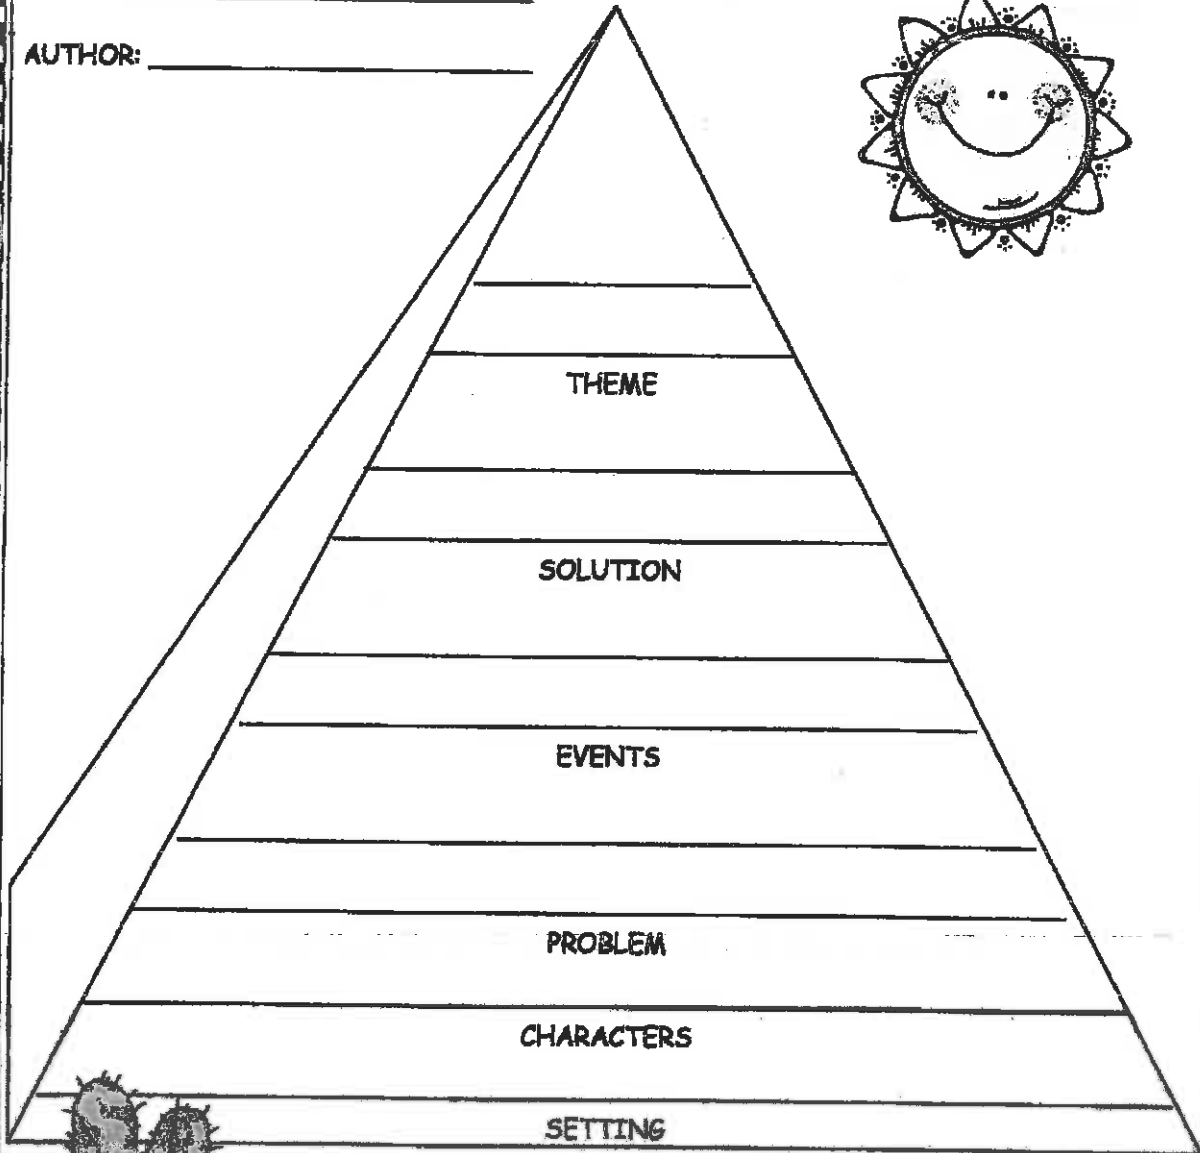 AUTHOR:
THEME
SOLUTION
EVENTS
PROBLEM
CHARACTERS
SETTING